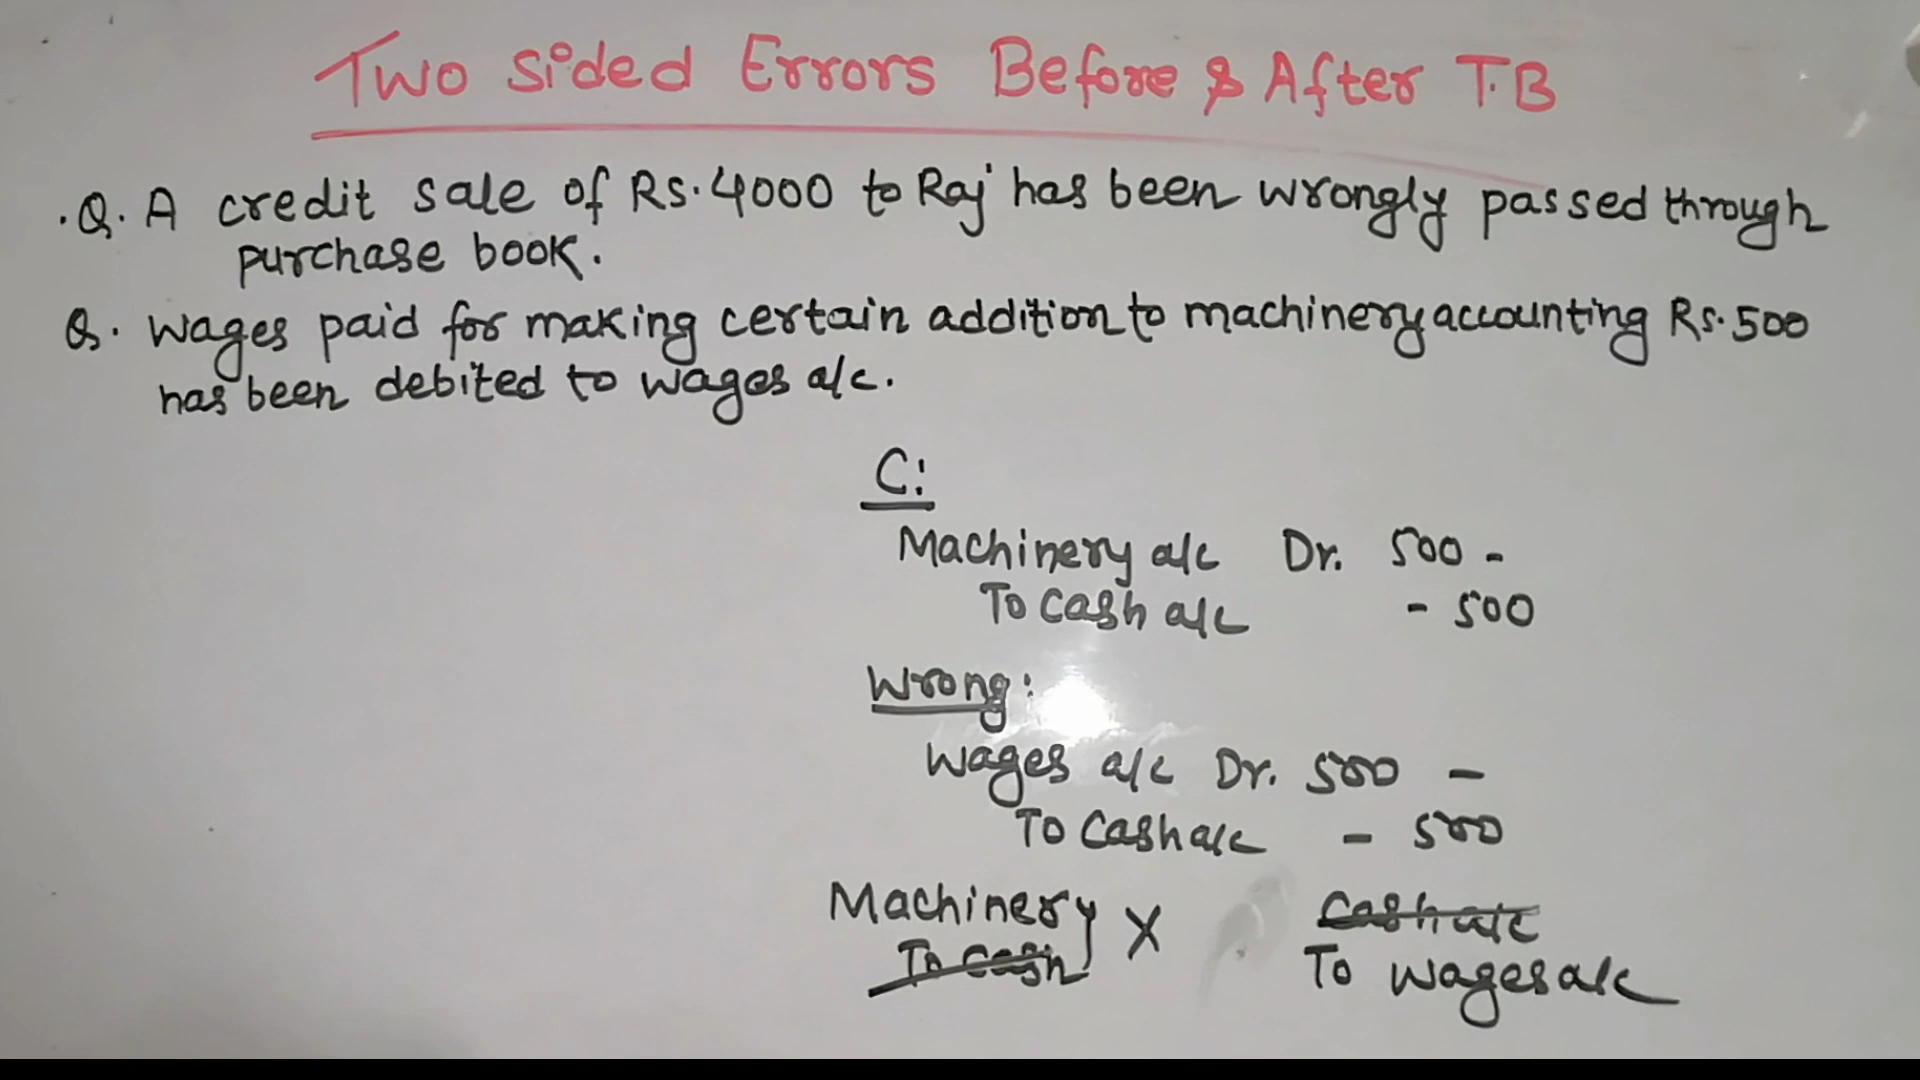 Two Sided Errors Before & After T.B
.Q. A credit sale of Rs.4000 to Raj has been wrongly passed through
purchase book.
Q. Wages paid for making certain addition to machinery accounting Rs.500
has been debited to wages a/c.
C:
Machinery a/c Dr. 500 -
To Cash a/c - 500
Wrong:
Wages a/c Dr. 500 -
To Cash a/c - 500
Machinery X Cash a/c
To Cash To Wages a/c